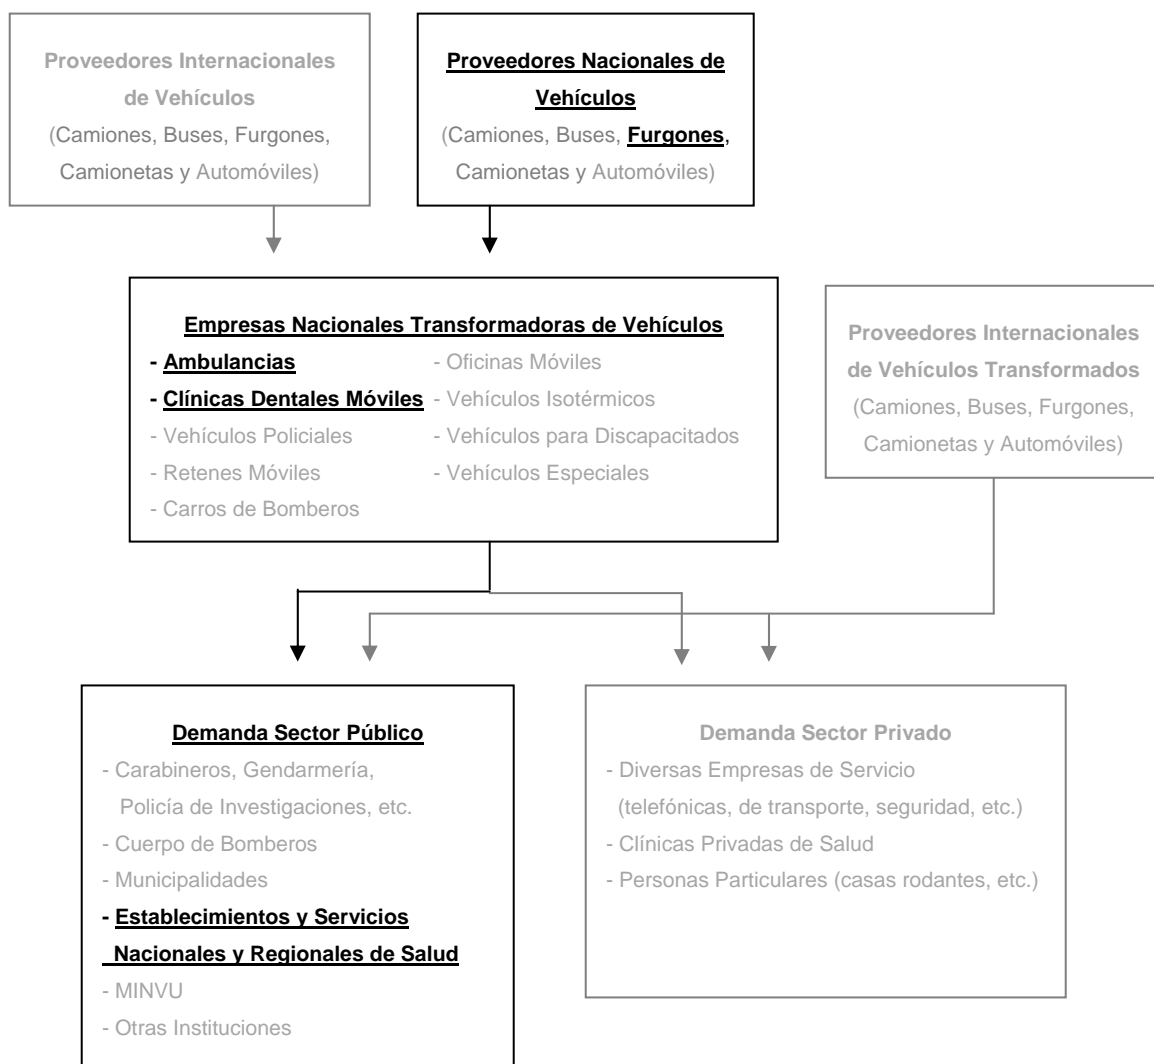 Proveedores Internacionales
de Vehículos
(Camiones, Buses, Furgones,
Camionetas y Automóviles)
Proveedores Nacionales de
Vehículos
(Camiones, Buses, Furgones,
Camionetas y Automóviles)
Empresas Nacionales Transformadoras de Vehículos
- Ambulancias
- Clínicas Dentales Móviles
- Vehículos Policiales
- Retenes Móviles
- Carros de Bomberos
- Oficinas Móviles
- Vehículos Isotérmicos
- Vehículos para Discapacitados
- Vehículos Especiales
Proveedores Internacionales
de Vehículos Transformados
(Camiones, Buses, Furgones,
Camionetas y Automóviles)
Demanda Sector Público
- Carabineros, Gendarmería,
Policía de Investigaciones, etc.
- Cuerpo de Bomberos
- Municipalidades
- Establecimientos y Servicios
Nacionales y Regionales de Salud
- MINVU
- Otras Instituciones
Demanda Sector Privado
- Diversas Empresas de Servicio
(telefónicas, de transporte, seguridad, etc.)
- Clínicas Privadas de Salud
- Personas Particulares (casas rodantes, etc.)